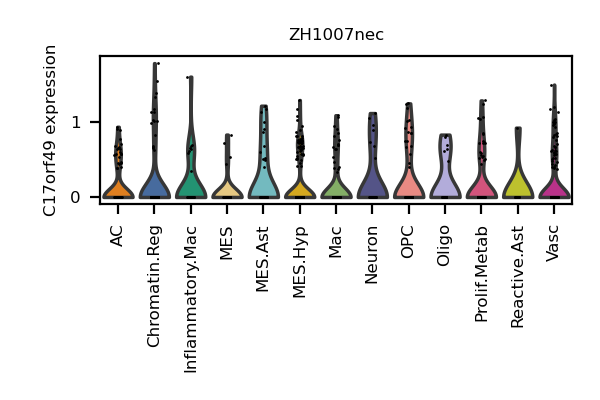 ZH1007nec
C17orf49 expression
1
0
AC
Chromatin.Reg
Inflammatory.Mac
MES
MES.Ast
MES.Hyp
Mac
Neuron
OPC
Oligo
Prolif.Metab
Reactive.Ast
Vasc